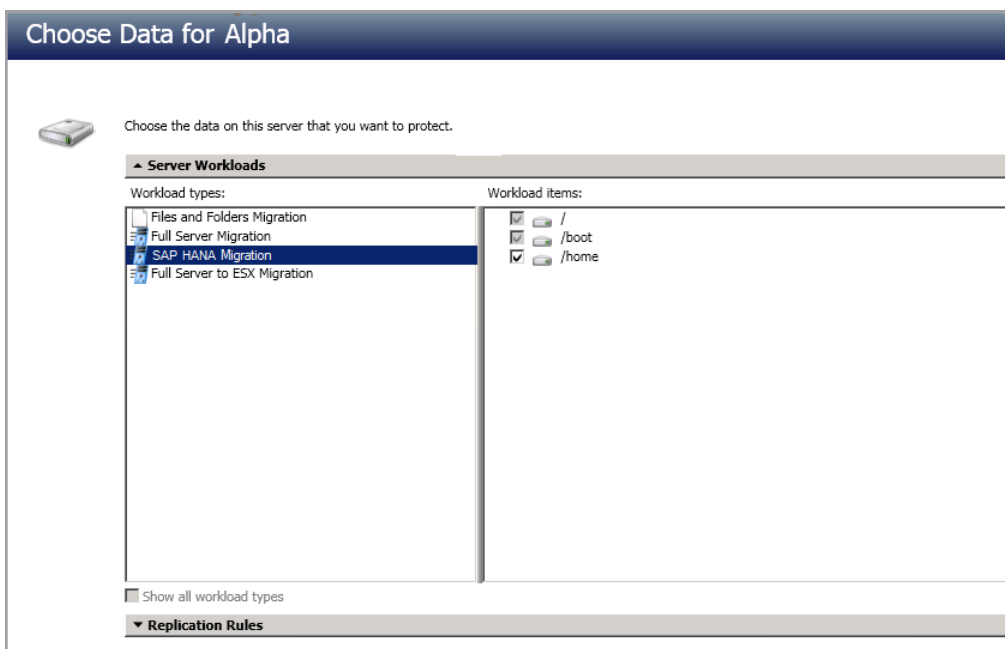 Choose Data for Alpha
Choose the data on this server that you want to protect.
Server Workloads
Workload types:
Workload items:
Files and Folders Migration
Full Server Migration
SAP HANA Migration
Full Server to ESX Migration
/
/boot
/home
Show all workload types
Replication Rules